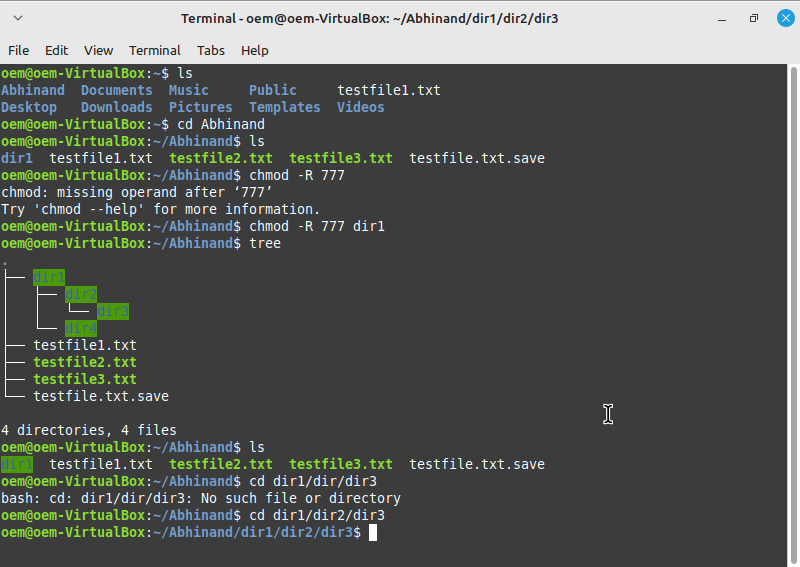 Terminal - oem@oem-VirtualBox: ~/Abhinand/dir1/dir2/dir3
File Edit View Terminal Tabs Help
oem@oem-VirtualBox:~$ ls
Abhinand  Documents  Music     Public     testfile1.txt
Desktop   Downloads  Pictures  Templates  Videos
oem@oem-VirtualBox:~$ cd Abhinand
oem@oem-VirtualBox:~/Abhinand$ ls
dir1  testfile1.txt  testfile2.txt  testfile3.txt  testfile.txt.save
oem@oem-VirtualBox:~/Abhinand$ chmod -R 777
chmod: missing operand after ‘777’
Try 'chmod --help' for more information.
oem@oem-VirtualBox:~/Abhinand$ chmod -R 777 dir1
oem@oem-VirtualBox:~/Abhinand$ tree
.
├── dir1
│   ├── dir2
│   │   └── dir3
│   └── dir4
├── testfile1.txt
├── testfile2.txt
├── testfile3.txt
└── testfile.txt.save
4 directories, 4 files
oem@oem-VirtualBox:~/Abhinand$ ls
dir1  testfile1.txt  testfile2.txt  testfile3.txt  testfile.txt.save
oem@oem-VirtualBox:~/Abhinand$ cd dir1/dir/dir3
bash: cd: dir1/dir/dir3: No such file or directory
oem@oem-VirtualBox:~/Abhinand$ cd dir1/dir2/dir3
oem@oem-VirtualBox:~/Abhinand/dir1/dir2/dir3$